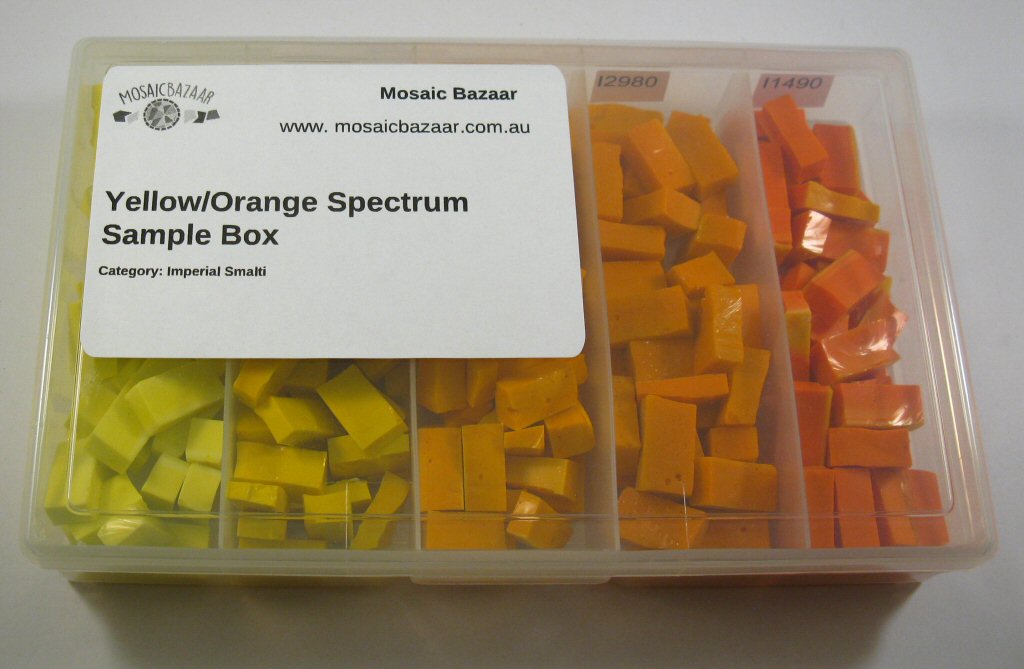 MOSAICBAZAAR
Mosaic Bazaar
www. mosaicbazaar.com.au
Yellow/Orange Spectrum
Sample Box
Category: Imperial Smalti
I2980
I1490